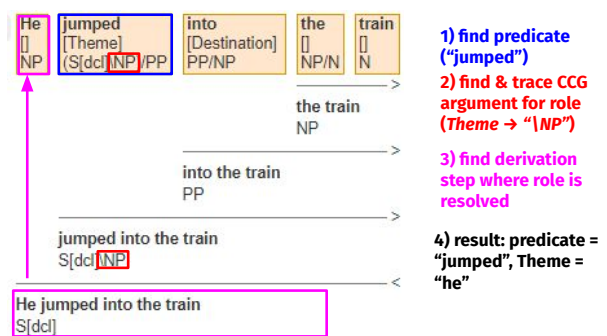 He jumped into the train
[] [Theme] [Destination] [] []
NP (S[dcl]\NP)/PP PP/NP NP/N N
>
the train
NP
>
into the train
PP
>
jumped into the train
S[dcl]\NP
<
He jumped into the train
S[dcl]
1) find predicate
("jumped")
2) find & trace CCG
argument for role
(Theme → "\NP")
3) find derivation
step where role is
resolved
4) result: predicate =
"jumped", Theme =
"he"